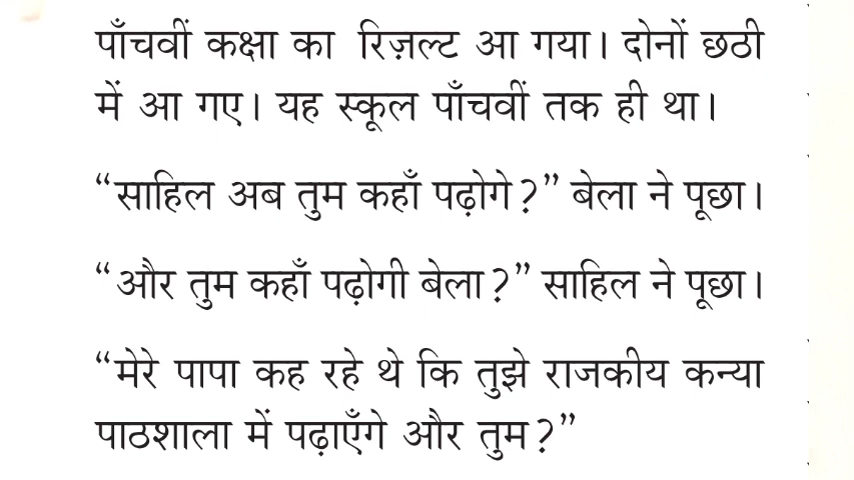 पाँचवीं कक्षा का रिज़ल्ट आ गया। दोनों छठी
में आ गए। यह स्कूल पाँचवीं तक ही था।
“साहिल अब तुम कहाँ पढ़ोगे?” बेला ने पूछा।
“और तुम कहाँ पढ़ोगी बेला?” साहिल ने पूछा।
“मेरे पापा कह रहे थे कि तुझे राजकीय कन्या
पाठशाला में पढ़ाएँगे और तुम?”